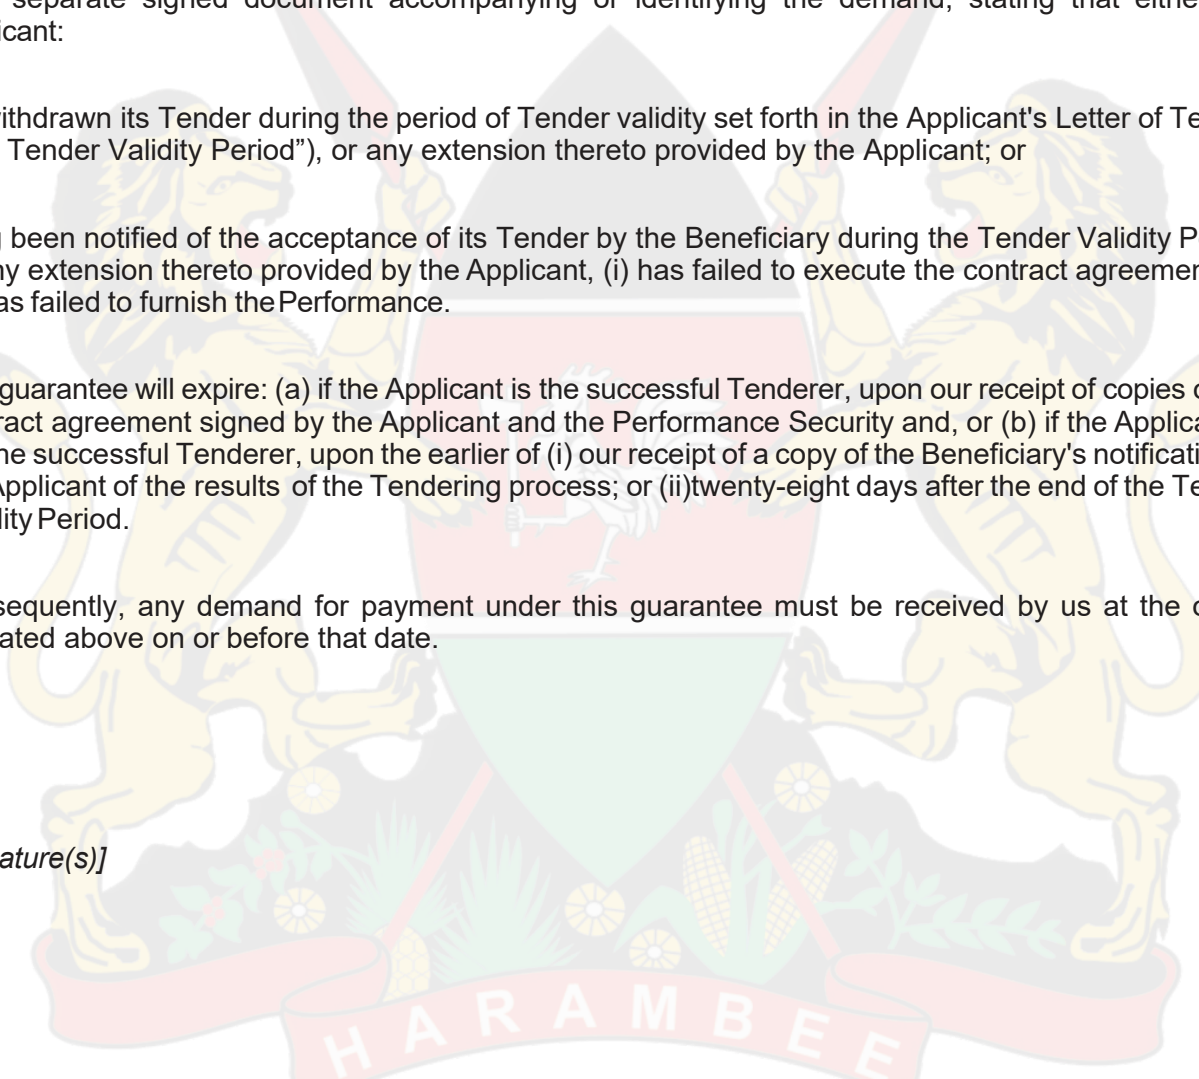 separate signed document accompanying or identifying the demand, stating that eithe
icant:
ithdrawn its Tender during the period of Tender validity set forth in the Applicant's Letter of Te
Tender Validity Period”), or any extension thereto provided by the Applicant; or
g been notified of the acceptance of its Tender by the Beneficiary during the Tender Validity P
ny extension thereto provided by the Applicant, (i) has failed to execute the contract agreemen
as failed to furnish thePerformance.
guarantee will expire: (a) if the Applicant is the successful Tenderer, upon our receipt of copies o
ract agreement signed by the Applicant and the Performance Security and, or (b) if the Applica
he successful Tenderer, upon the earlier of (i) our receipt of a copy of the Beneficiary's notificati
Applicant of the results of the Tendering process; or (ii)twenty-eight days after the end of the Te
lity Period.
sequently, any demand for payment under this guarantee must be received by us at the o
ated above on or before that date.
ature(s)]
HARAMBEE